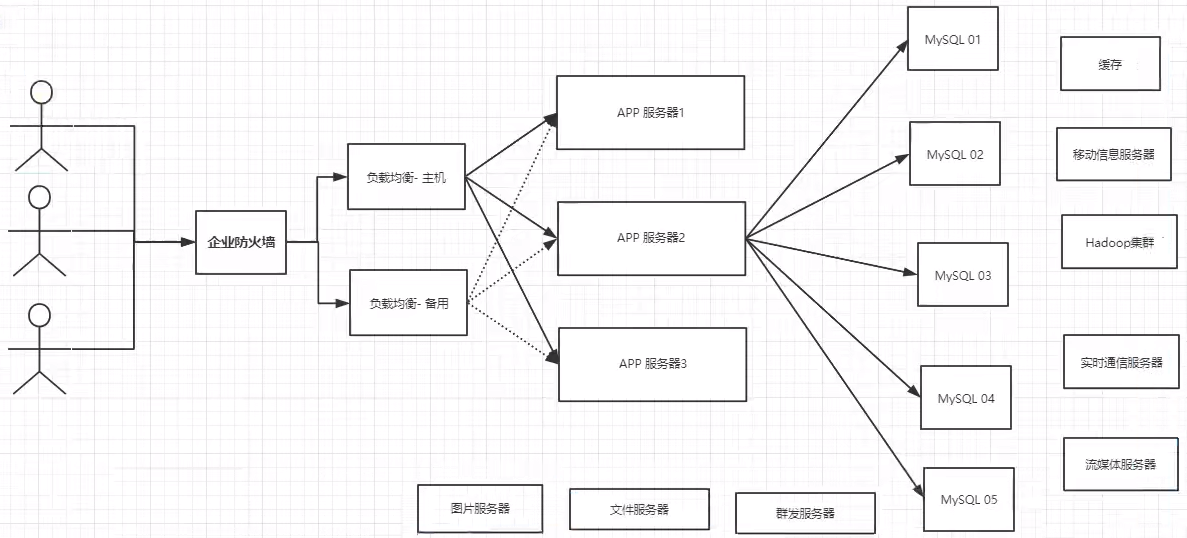 企业防火墙
负载均衡- 主机
负载均衡- 备用
APP 服务器1
APP 服务器2
APP 服务器3
MySQL 01
MySQL 02
MySQL 03
MySQL 04
MySQL 05
缓存
移动信息服务器
Hadoop集群
实时通信服务器
流媒体服务器
图片服务器
文件服务器
群发服务器